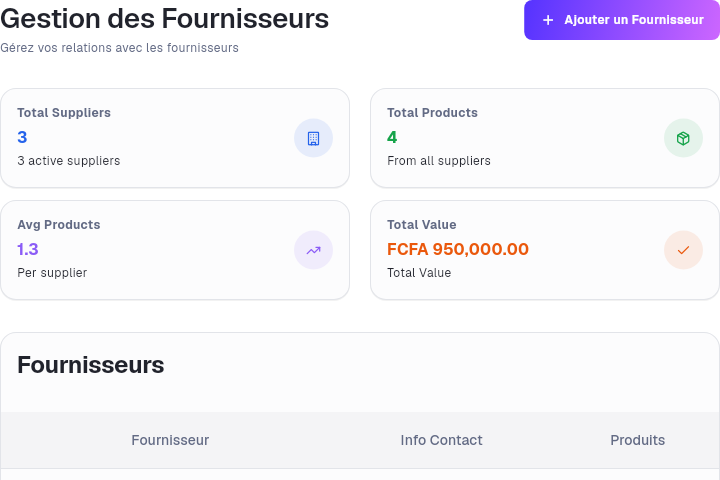 Gestion des Fournisseurs
Gérez vos relations avec les fournisseurs
Ajouter un Fournisseur
Total Suppliers
3
3 active suppliers
Total Products
4
From all suppliers
Avg Products
1.3
Per supplier
Total Value
FCFA 950,000.00
Total Value
Fournisseurs
Fournisseur Info Contact Produits